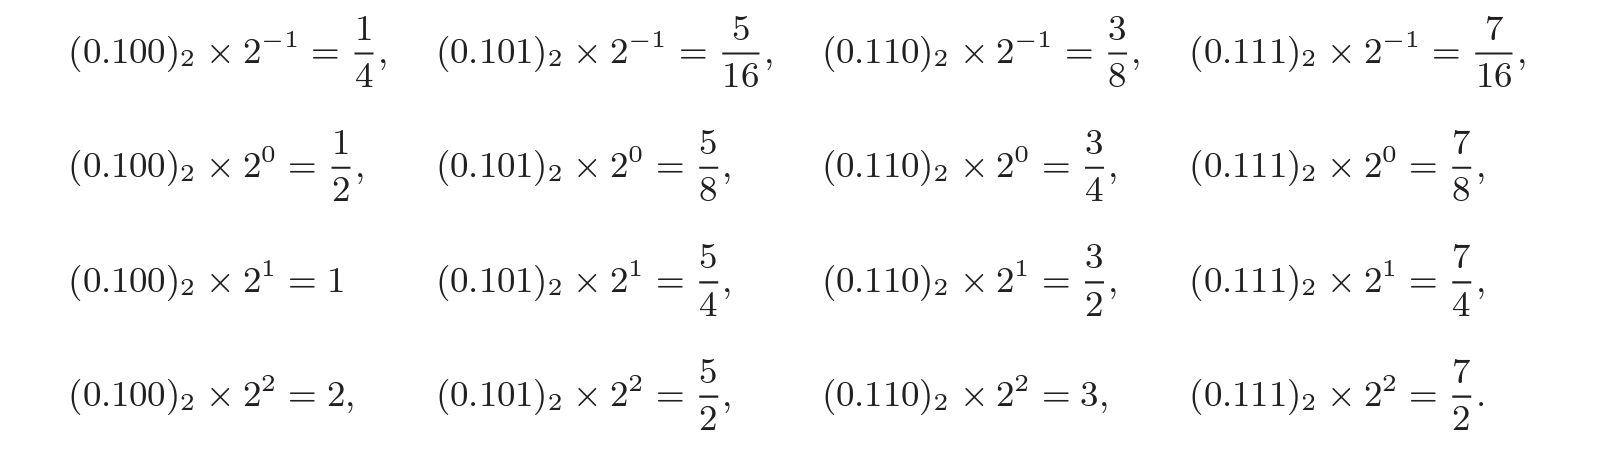 (0.100)₂ × 2⁻¹ = 1/4, (0.101)₂ × 2⁻¹ = 5/16, (0.110)₂ × 2⁻¹ = 3/8, (0.111)₂ × 2⁻¹ = 7/16,
(0.100)₂ × 2⁰ = 1/2, (0.101)₂ × 2⁰ = 5/8, (0.110)₂ × 2⁰ = 3/4, (0.111)₂ × 2⁰ = 7/8,
(0.100)₂ × 2¹ = 1 (0.101)₂ × 2¹ = 5/4, (0.110)₂ × 2¹ = 3/2, (0.111)₂ × 2¹ = 7/4,
(0.100)₂ × 2² = 2, (0.101)₂ × 2² = 5/2, (0.110)₂ × 2² = 3, (0.111)₂ × 2² = 7/2.